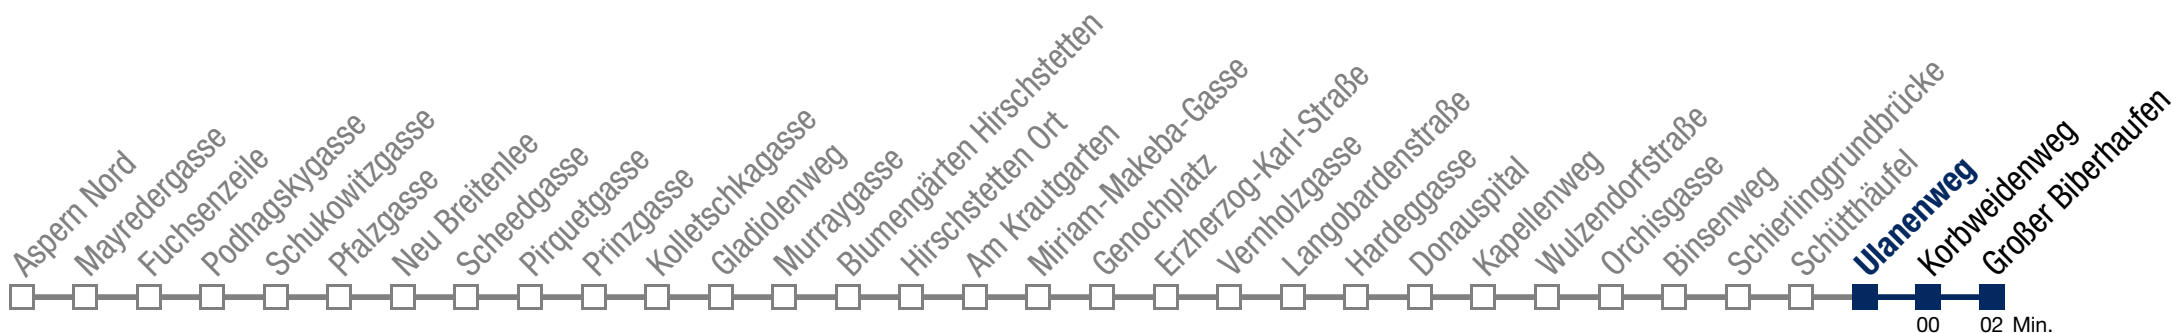 Aspern Nord
Mayredergasse
Fuchsenzeile
Podhagskygasse
Schukowitzgasse
Pfalzgasse
Neu Breitenlee
Scheedgasse
Pirquetgasse
Prinzgasse
Kolletschkagasse
Gladiolenweg
Murraygasse
Blumengärten Hirschstetten
Hirschstetten Ort
Am Krautgarten
Miriam-Makeba-Gasse
Genochplatz
Erzherzog-Karl-Straße
Vernholzgasse
Langobardenstraße
Hardeggasse
Donauspital
Kapellenweg
Wulzendorfstraße
Orchisgasse
Binsenweg
Schierlinggrundbrücke
Schütthäufel
Ulanenweg
Korbweidenweg
Großer Biberhaufen
00 02 Min.